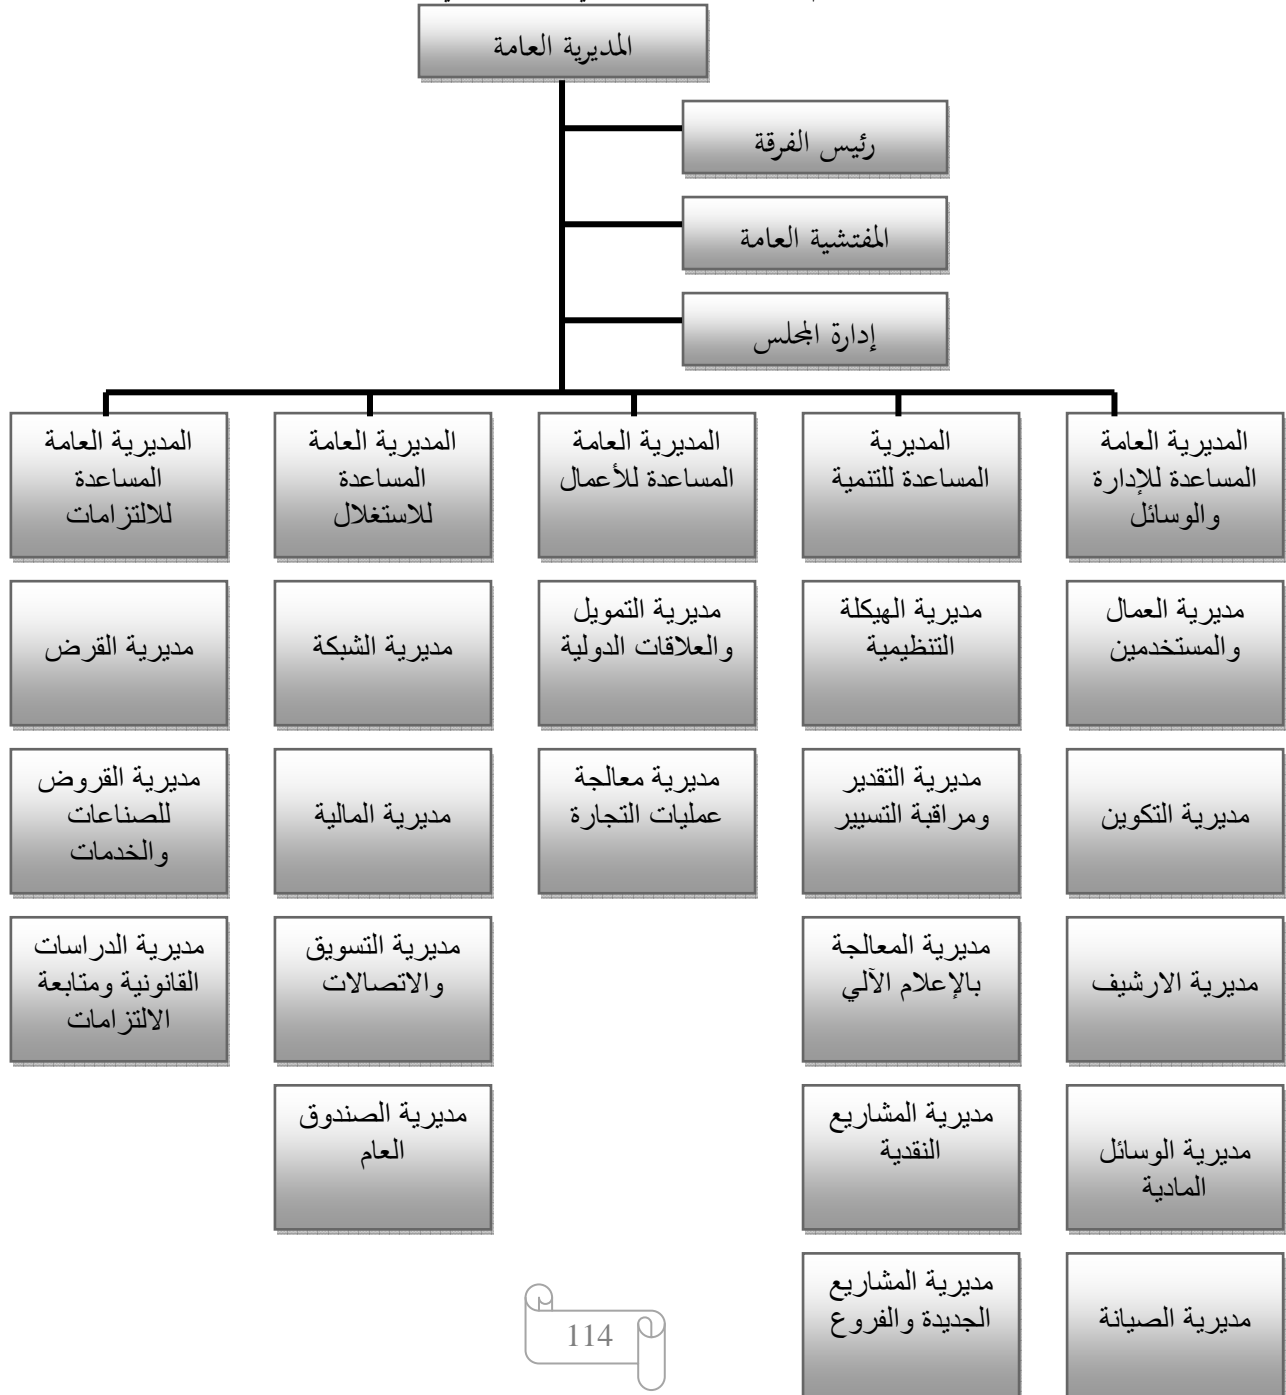 المديرية العامة
رئيس الفرقة
المفتشية العامة
إدارة المجلس
المديرية العامة
المساعدة للإدارة
والوسائل
المديرية
المساعدة للتنمية
المديرية العامة
المساعدة للأعمال
المديرية العامة
المساعدة
للاستغلال
المديرية العامة
المساعدة
للالتزامات
مديرية العمال
والمستخدمين
مديرية الهيكلة
التنظيمية
مديرية التمويل
والعلاقات الدولية
مديرية الشبكة
مديرية القرض
مديرية التكوين
مديرية التقدير
ومراقبة التسيير
مديرية معالجة
عمليات التجارة
مديرية المالية
مديرية القروض
للصناعات
والخدمات
مديرية الارشيف
مديرية المعالجة
بالإعلام الآلي
مديرية التسويق
والاتصالات
مديرية الدراسات
القانونية ومتابعة
الالتزامات
مديرية الوسائل
المادية
مديرية المشاريع
النقدية
مديرية الصندوق
العام
مديرية الصيانة
مديرية المشاريع
الجديدة والفروع
114